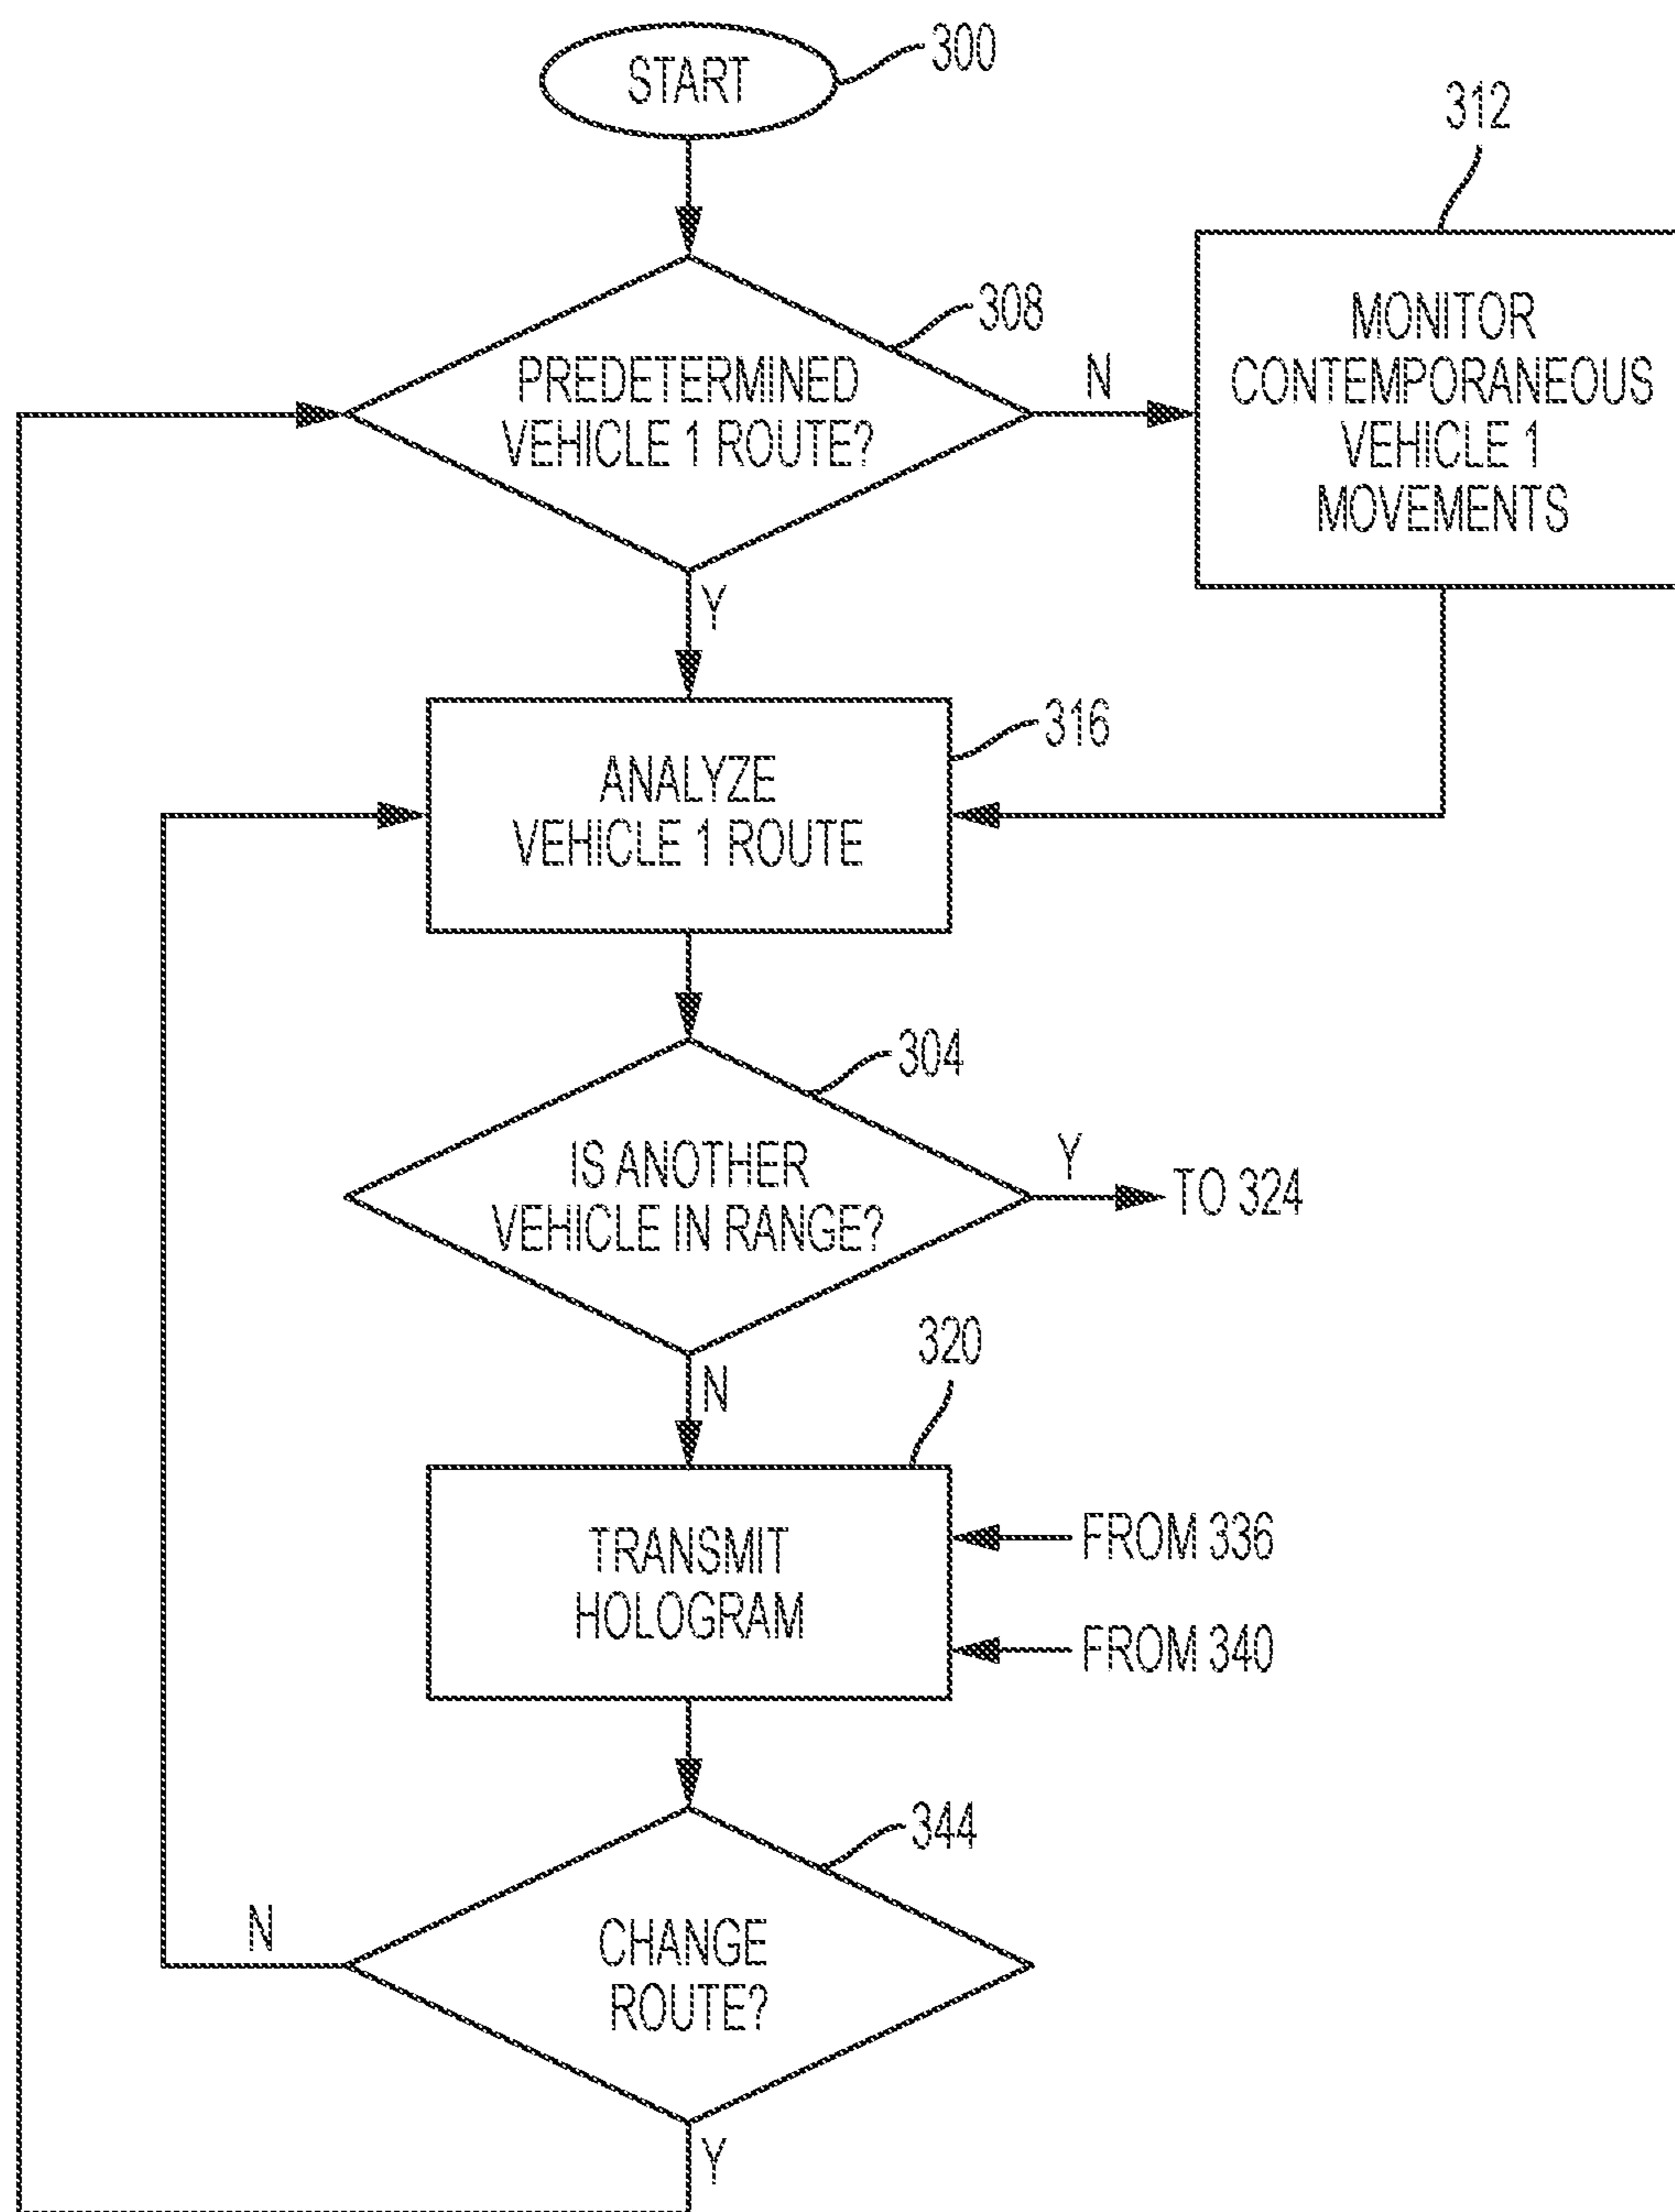 START
300
312
308
PREDETERMINED
VEHICLE 1 ROUTE?
N
MONITOR
CONTEMPORANEOUS
VEHICLE 1
MOVEMENTS
Y
316
ANALYZE
VEHICLE 1 ROUTE
304
IS ANOTHER
VEHICLE IN RANGE?
Y
TO 324
N
320
TRANSMIT
HOLOGRAM
FROM 336
FROM 340
344
N
CHANGE
ROUTE?
Y